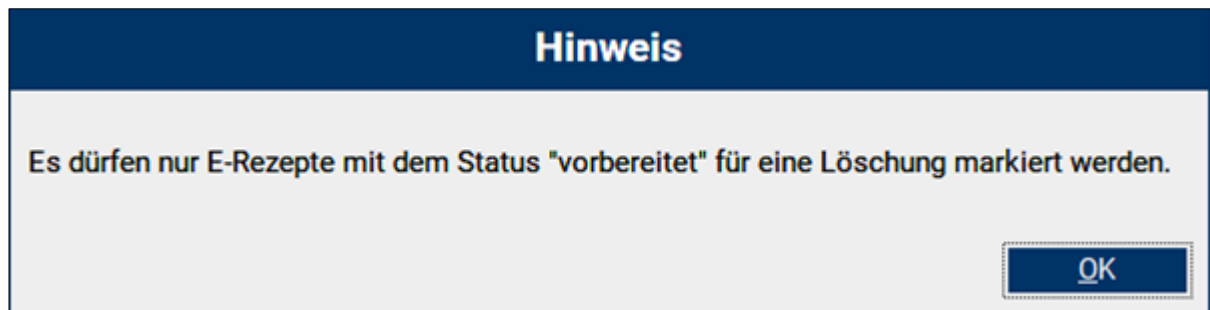 Hinweis
Es dürfen nur E-Rezepte mit dem Status "vorbereitet" für eine Löschung markiert werden.
OK